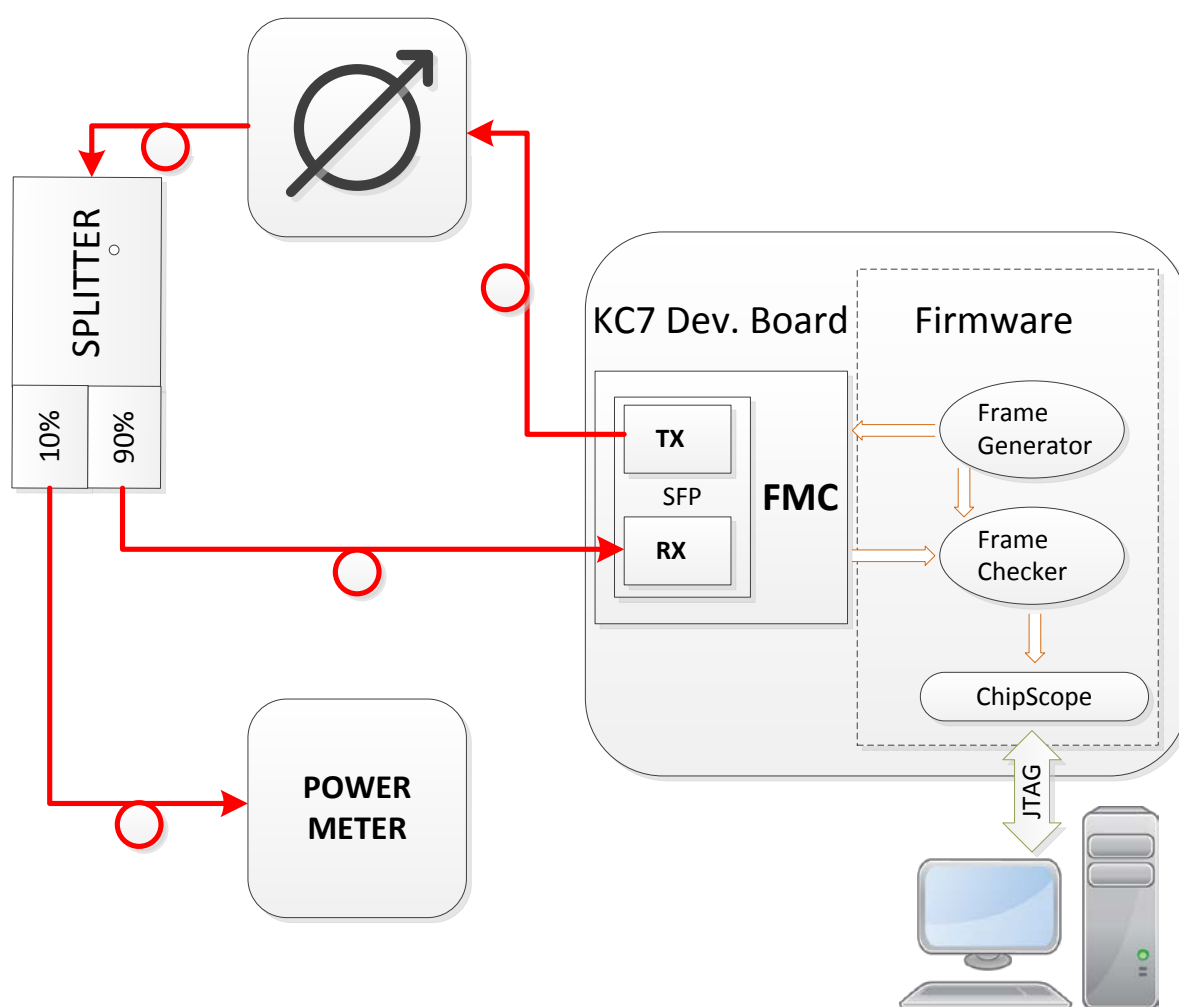 SPLITTER
10%
90%
KC7 Dev. Board
Firmware
TX
SFP
RX
FMC
Frame
Generator
Frame
Checker
ChipScope
JTAG
POWER
METER